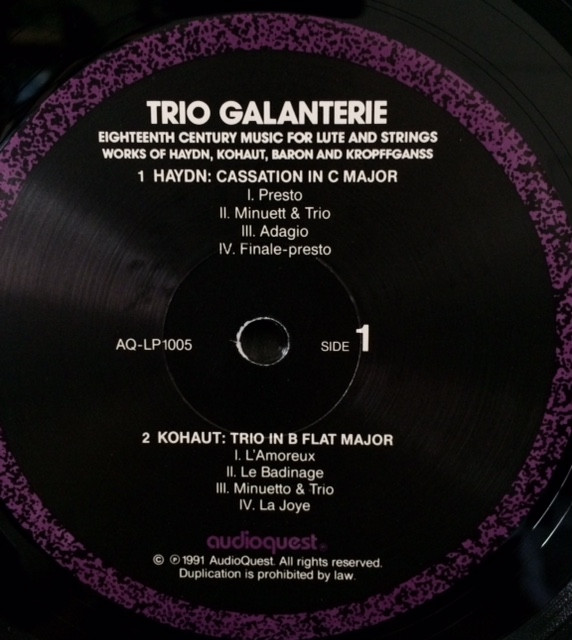 TRIO GALANTERIE
EIGHTEENTH CENTURY MUSIC FOR LUTE AND STRINGS
WORKS OF HAYDN, KOHAUT, BARON AND KROPFFGANSS
1 HAYDN: CASSATION IN C MAJOR
I. Presto
II. Minuett & Trio
III. Adagio
IV. Finale-presto
AQ-LP1005
SIDE 1
2 KOHAUT: TRIO IN B FLAT MAJOR
I. L'Amoreux
II. Le Badinage
III. Minuetto & Trio
IV. La Joye
audioquest®
© ℗ 1991 AudioQuest. All rights reserved.
Duplication is prohibited by law.